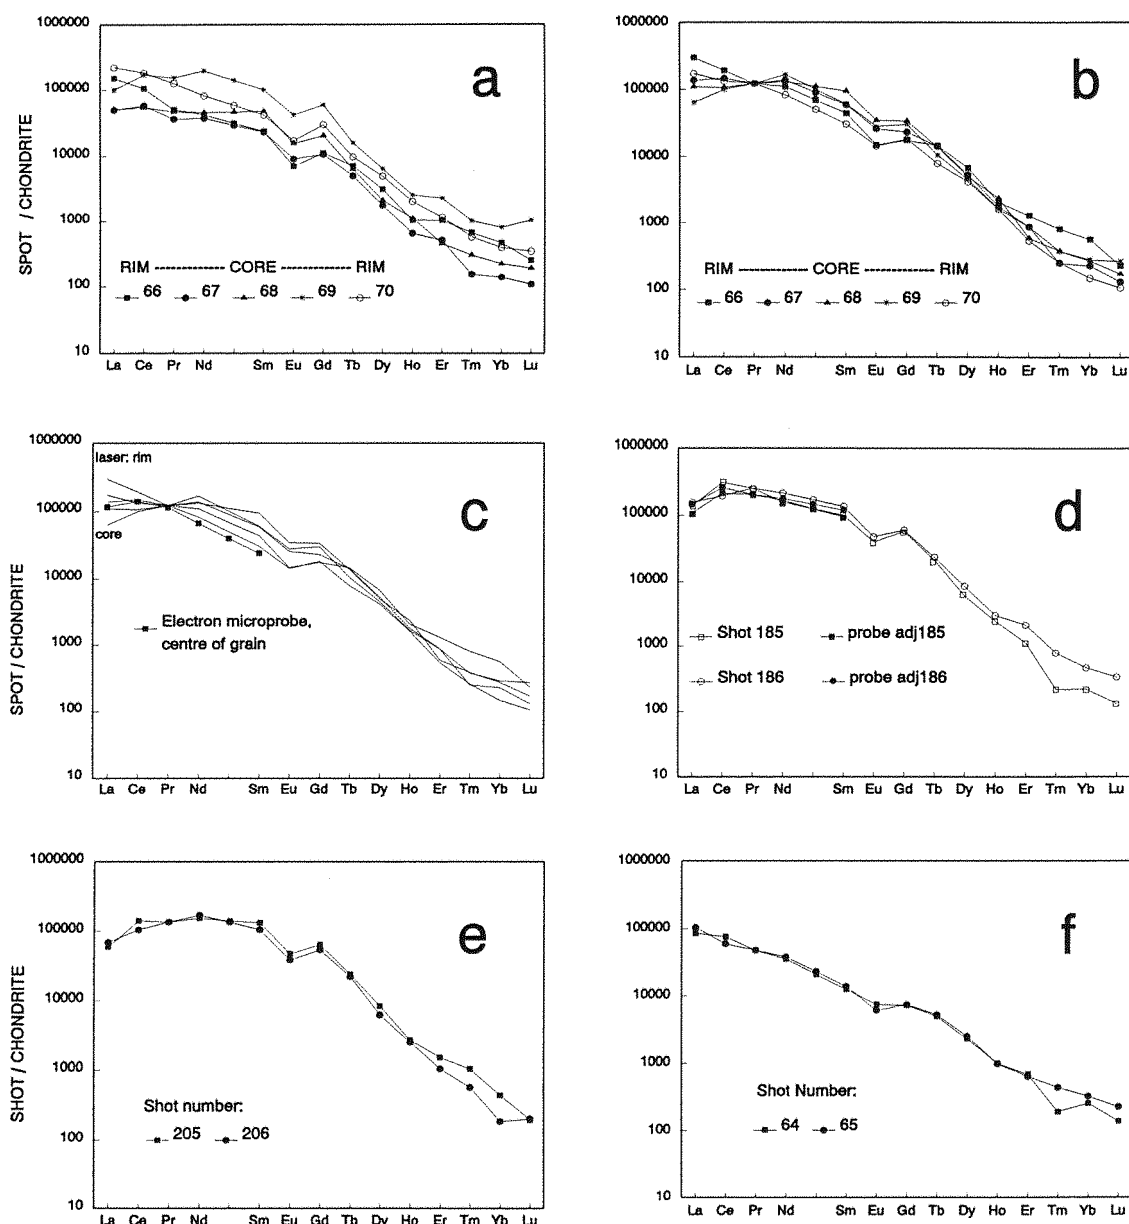 a
1000000
100000
10000
1000
100
10
SPOT / CHONDRITE
RIM CORE RIM
66 67 68 69 70
La Ce Pr Nd Sm Eu Gd Tb Dy Ho Er Tm Yb Lu
b
1000000
100000
10000
1000
100
10
RIM CORE RIM
66 67 68 69 70
La Ce Pr Nd Sm Eu Gd Tb Dy Ho Er Tm Yb Lu
c
1000000
100000
10000
1000
100
10
SPOT / CHONDRITE
laser: rim
core
Electron microprobe,
centre of grain
La Ce Pr Nd Sm Eu Gd Tb Dy Ho Er Tm Yb Lu
d
1000000
100000
10000
1000
100
10
Shot 185 probe adj185
Shot 186 probe adj186
La Ce Pr Nd Sm Eu Gd Tb Dy Ho Er Tm Yb Lu
e
1000000
100000
10000
1000
100
10
SHOT / CHONDRITE
Shot number:
205 206
La Ce Pr Nd Sm Eu Gd Tb Dy Ho Er Tm Yb Lu
f
1000000
100000
10000
1000
100
10
Shot Number:
64 65
La Ce Pr Nd Sm Eu Gd Tb Dy Ho Er Tm Yb Lu